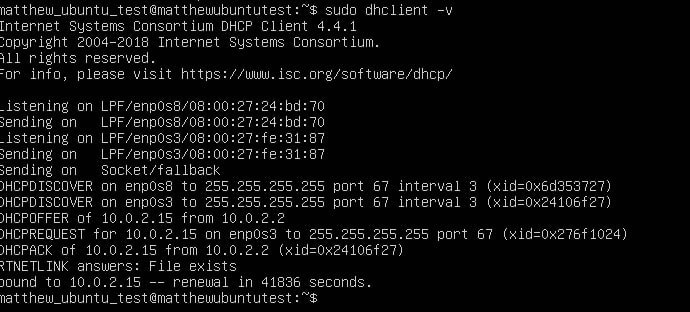 matthew_ubuntu_test@matthewubuntutest:~$ sudo dhclient -v
Internet Systems Consortium DHCP Client 4.4.1
Copyright 2004-2018 Internet Systems Consortium.
All rights reserved.
For info, please visit https://www.isc.org/software/dhcp/

Listening on LPF/enp0s8/08:00:27:24:bd:70
Sending on   LPF/enp0s8/08:00:27:24:bd:70
Listening on LPF/enp0s3/08:00:27:fe:31:87
Sending on   LPF/enp0s3/08:00:27:fe:31:87
Sending on   Socket/fallback
DHCPDISCOVER on enp0s8 to 255.255.255.255 port 67 interval 3 (xid=0x6d353727)
DHCPDISCOVER on enp0s3 to 255.255.255.255 port 67 interval 3 (xid=0x24106f27)
DHCPOFFER of 10.0.2.15 from 10.0.2.2
DHCPREQUEST for 10.0.2.15 on enp0s3 to 255.255.255.255 port 67 (xid=0x276f1024)
DHCPACK of 10.0.2.15 from 10.0.2.2 (xid=0x24106f27)
RTNETLINK answers: File exists
bound to 10.0.2.15 -- renewal in 41836 seconds.
matthew_ubuntu_test@matthewubuntutest:~$